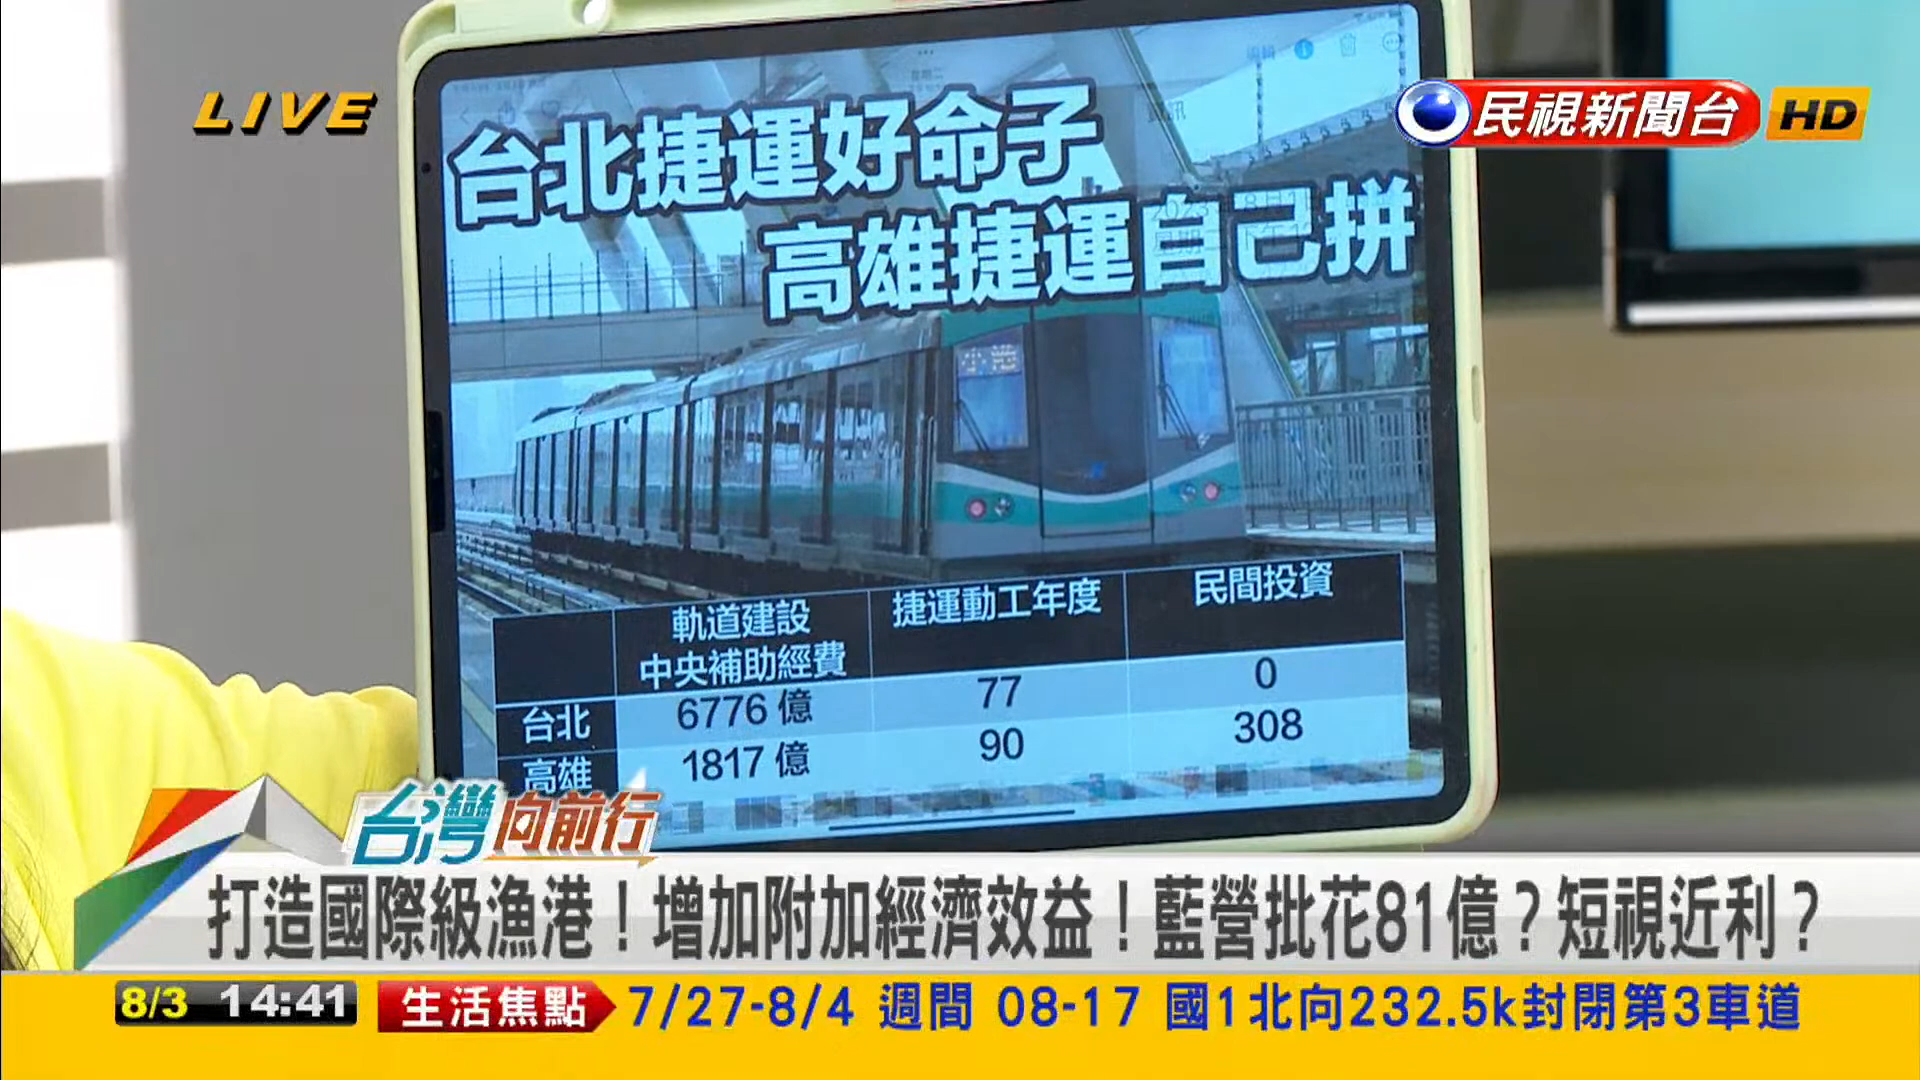 LIVE
民視新聞台 HD
台北捷運好命子
高雄捷運自己拼
小港
軌道建設 捷運動工年度 民間投資
中央補助經費
台北 6776 億 77 0
高雄 1817 億 90 308
台灣向前行
打造國際級漁港！增加附加經濟效益！藍營批花81億？短視近利？
8/3 14:41 生活焦點 7/27-8/4 週間 08-17 國1北向232.5k封閉第3車道